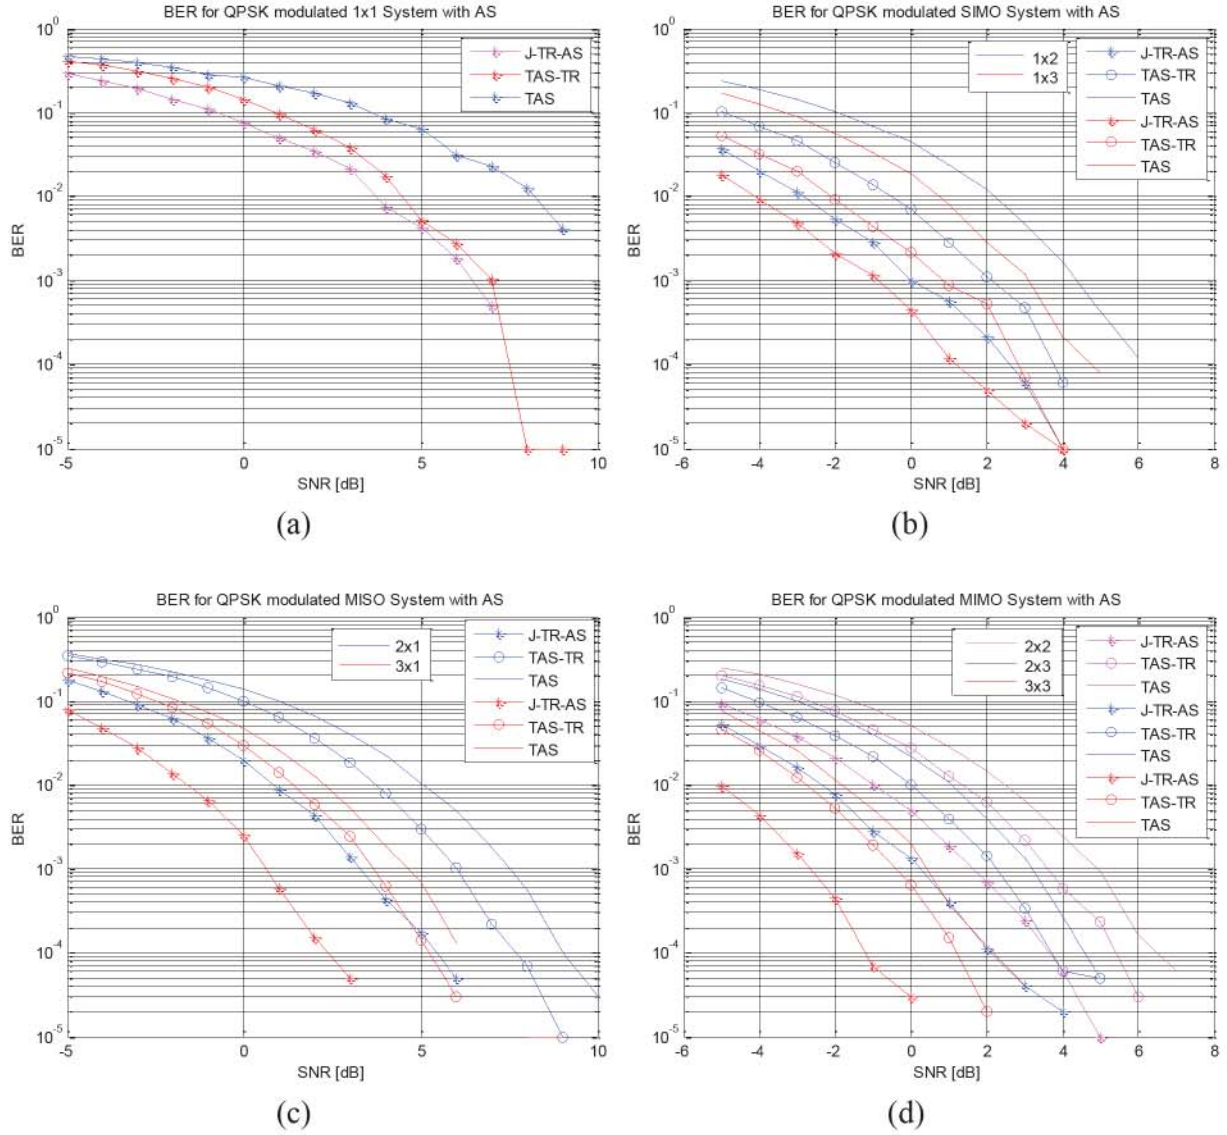 BER for QPSK modulated 1x1 System with AS
10^0
10^-1
10^-2
10^-3
10^-4
10^-5
BER
J-TR-AS
TAS-TR
TAS
-5 0 5 10
SNR [dB]
(a)
BER for QPSK modulated SIMO System with AS
10^0
10^-1
10^-2
10^-3
10^-4
10^-5
BER
1x2
1x3
J-TR-AS
TAS-TR
TAS
J-TR-AS
TAS-TR
TAS
-6 -4 -2 0 2 4 6 8
SNR [dB]
(b)
BER for QPSK modulated MISO System with AS
10^0
10^-1
10^-2
10^-3
10^-4
10^-5
BER
2x1
3x1
J-TR-AS
TAS-TR
TAS
J-TR-AS
TAS-TR
TAS
-5 0 5 10
SNR [dB]
(c)
BER for QPSK modulated MIMO System with AS
10^0
10^-1
10^-2
10^-3
10^-4
10^-5
BER
2x2
2x3
3x3
J-TR-AS
TAS-TR
TAS
J-TR-AS
TAS-TR
TAS
J-TR-AS
TAS-TR
TAS
-6 -4 -2 0 2 4 6 8
SNR [dB]
(d)